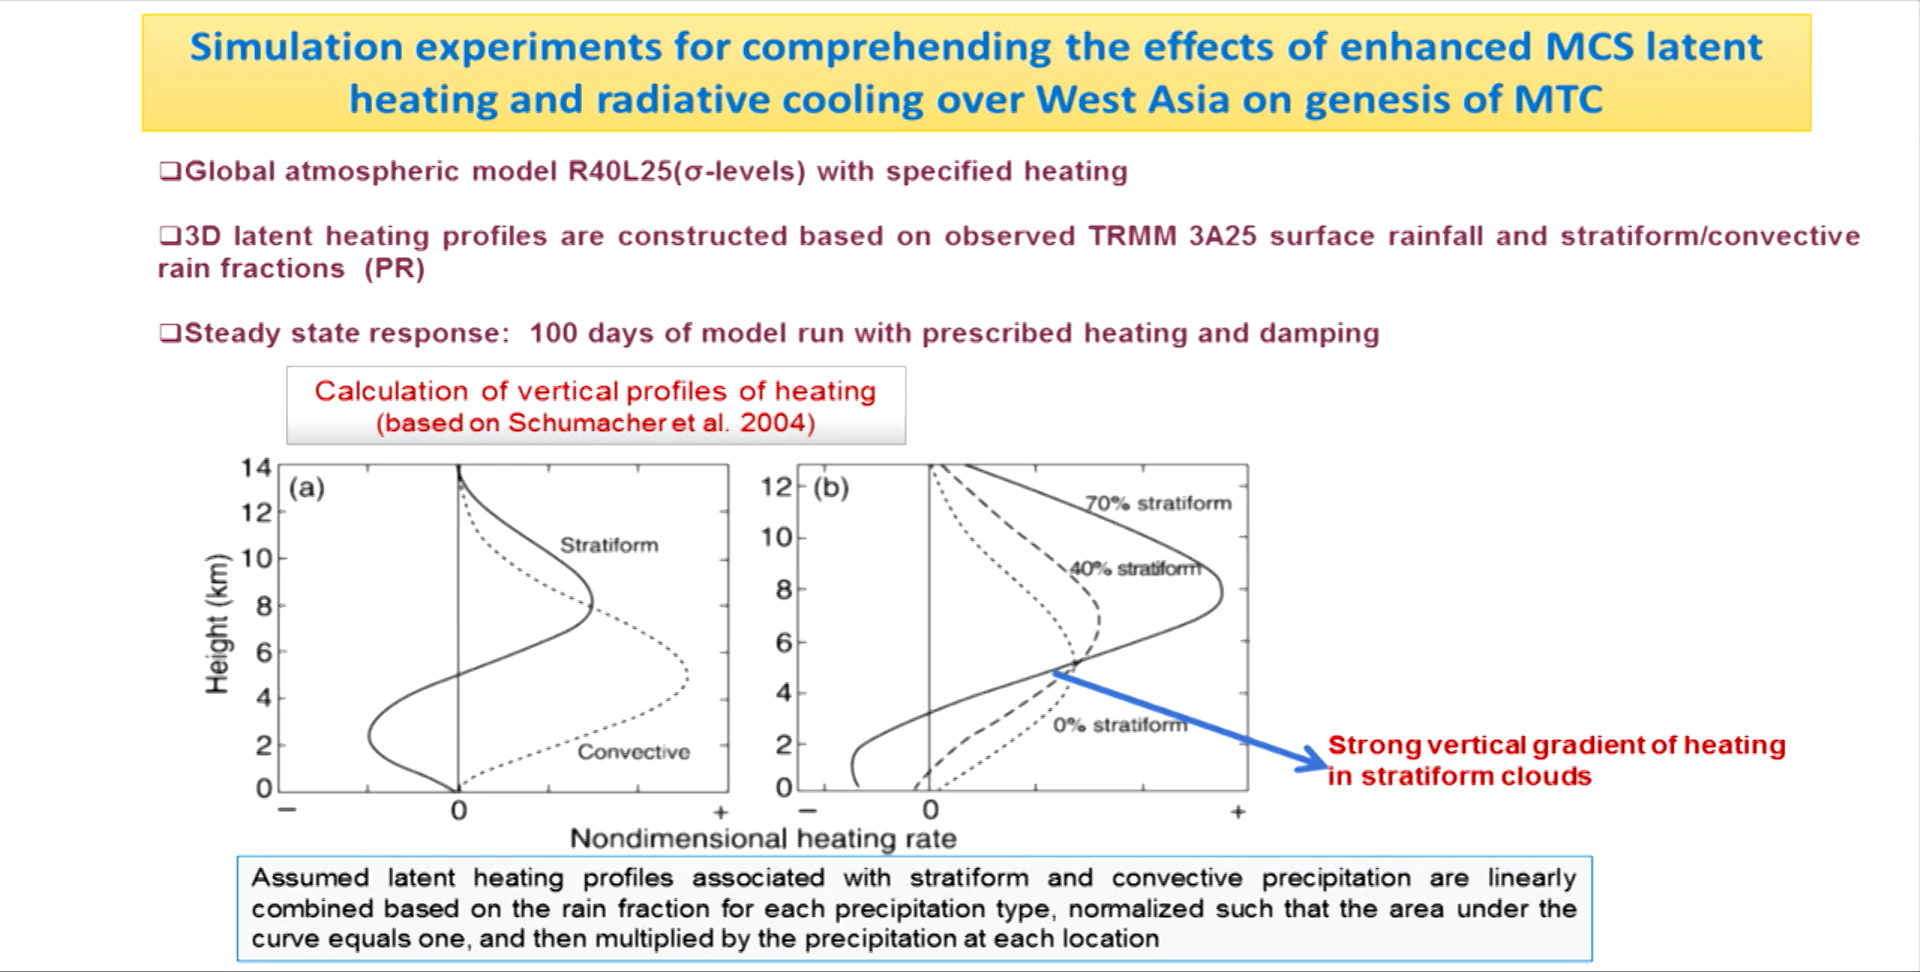 Simulation experiments for comprehending the effects of enhanced MCS latent
heating and radiative cooling over West Asia on genesis of MTC
❑Global atmospheric model R40L25(σ-levels) with specified heating
❑3D latent heating profiles are constructed based on observed TRMM 3A25 surface rainfall and stratiform/convective
rain fractions (PR)
❑Steady state response: 100 days of model run with prescribed heating and damping
Calculation of vertical profiles of heating
(based on Schumacher et al. 2004)
Height (km)
14
12
10
8
6
4
2
0
(a)
Stratiform
Convective
− 0 +
12
10
8
6
4
2
0
(b)
70% stratiform
40% stratiform
0% stratiform
− 0 +
Nondimensional heating rate
Strong vertical gradient of heating
in stratiform clouds
Assumed latent heating profiles associated with stratiform and convective precipitation are linearly
combined based on the rain fraction for each precipitation type, normalized such that the area under the
curve equals one, and then multiplied by the precipitation at each location